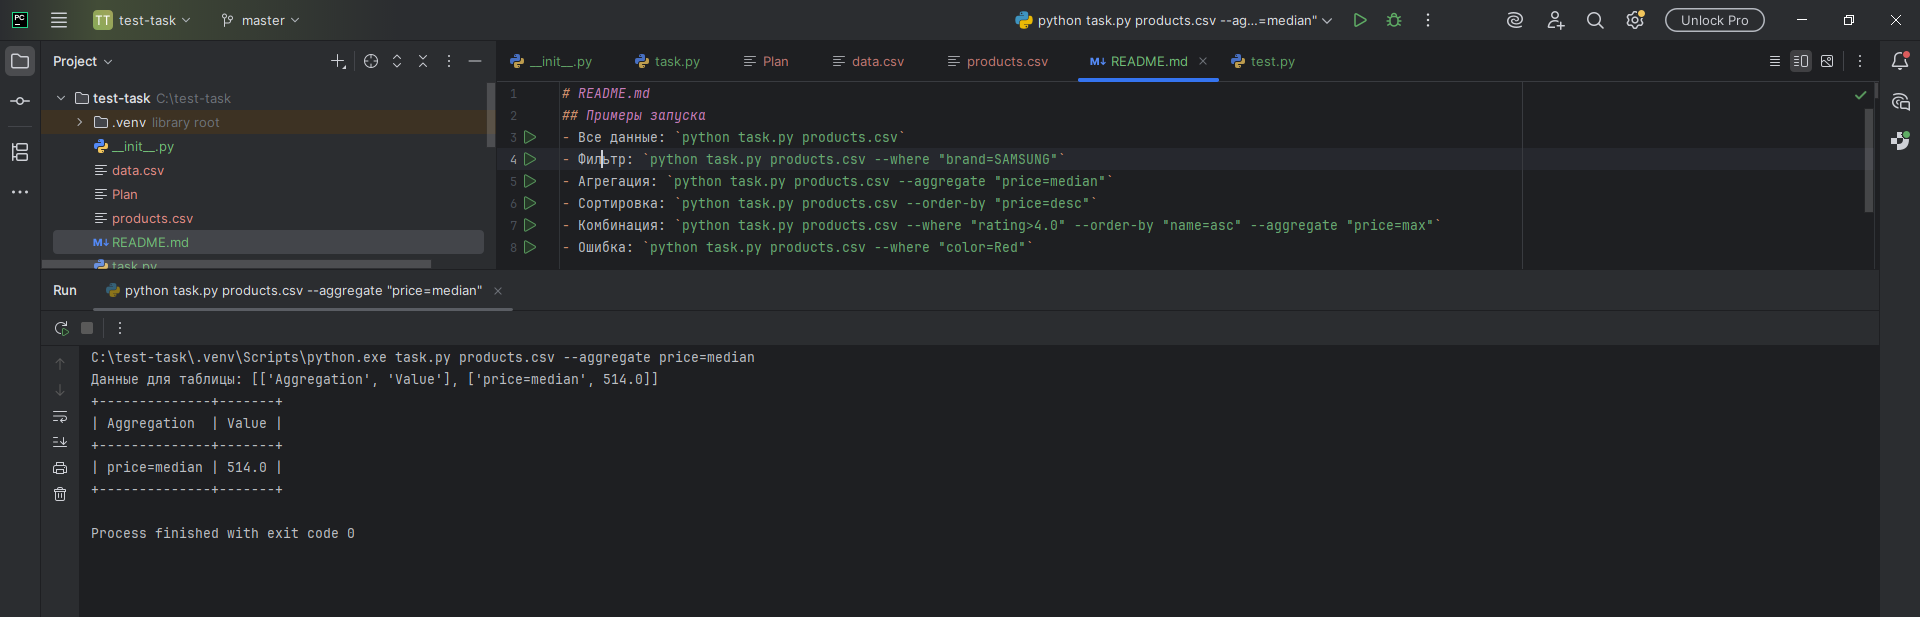 PC
TT test-task
master
python task.py products.csv --ag...=median"
Unlock Pro
Project
test-task C:\test-task
.venv library root
__init__.py
data.csv
Plan
products.csv
M↓ README.md
task.py
__init__.py
task.py
Plan
data.csv
products.csv
M↓ README.md
test.py
1 # README.md
2 ## Примеры запуска
3 - Все данные: `python task.py products.csv`
4 - Фильтр: `python task.py products.csv --where "brand=SAMSUNG"`
5 - Агрегация: `python task.py products.csv --aggregate "price=median"`
6 - Сортировка: `python task.py products.csv --order-by "price=desc"`
7 - Комбинация: `python task.py products.csv --where "rating>4.0" --order-by "name=asc" --aggregate "price=max"`
8 - Ошибка: `python task.py products.csv --where "color=Red"`
Run
python task.py products.csv --aggregate "price=median"
C:\test-task\.venv\Scripts\python.exe task.py products.csv --aggregate price=median
Данные для таблицы: [['Aggregation', 'Value'], ['price=median', 514.0]]
+--------------+-------+
| Aggregation  | Value |
+--------------+-------+
| price=median | 514.0 |
+--------------+-------+
Process finished with exit code 0